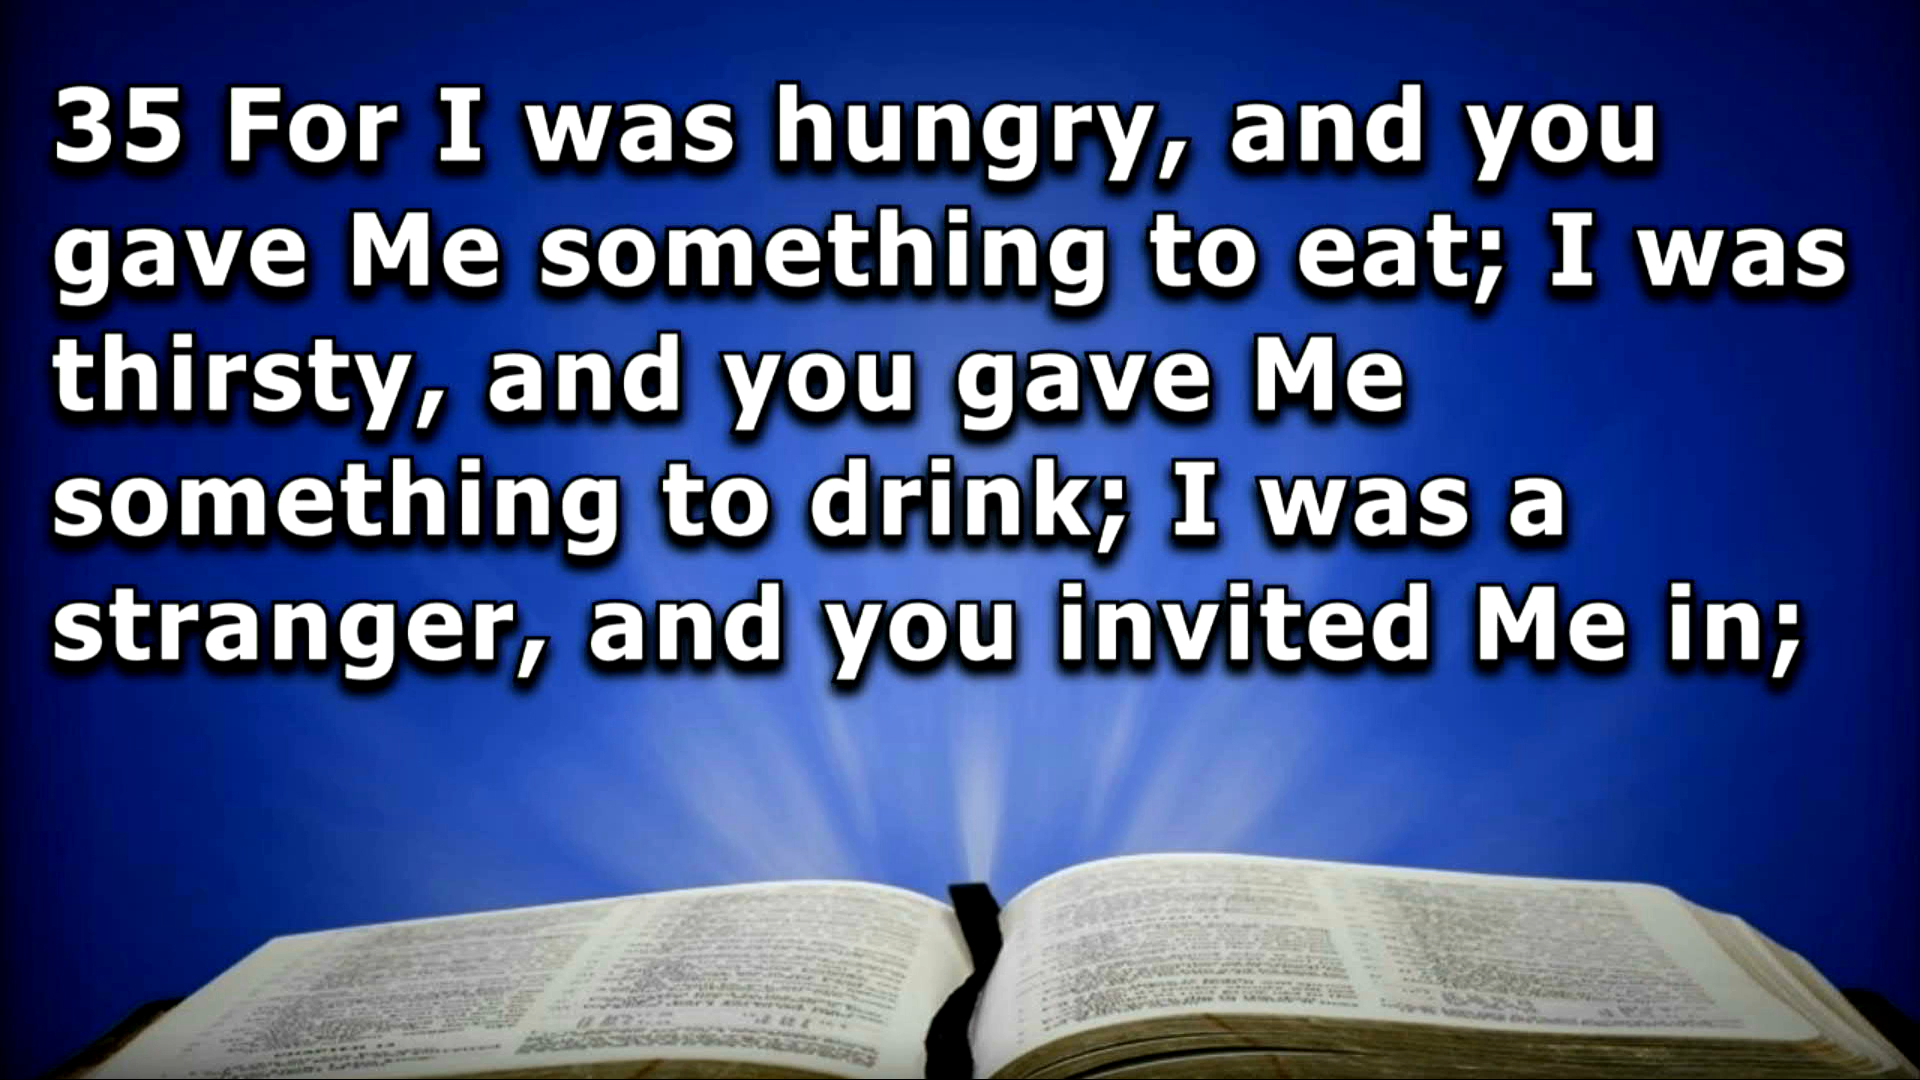 35 For I was hungry, and you
gave Me something to eat; I was
thirsty, and you gave Me
something to drink; I was a
stranger, and you invited Me in;